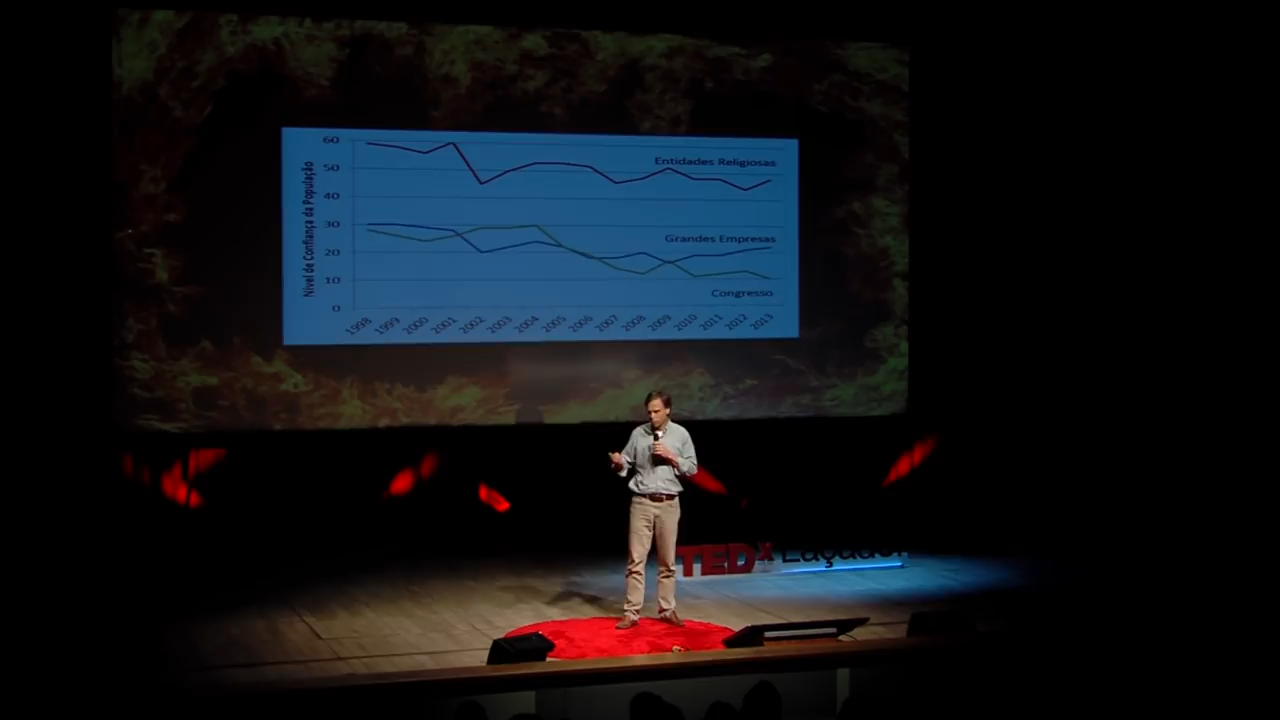 Nível de Confiança da População
60
50
40
30
20
10
0
Entidades Religiosas
Grandes Empresas
Congresso
1998 1999 2000 2001 2002 2003 2004 2005 2006 2007 2008 2009 2010 2011 2012 2013
TEDx Laçador